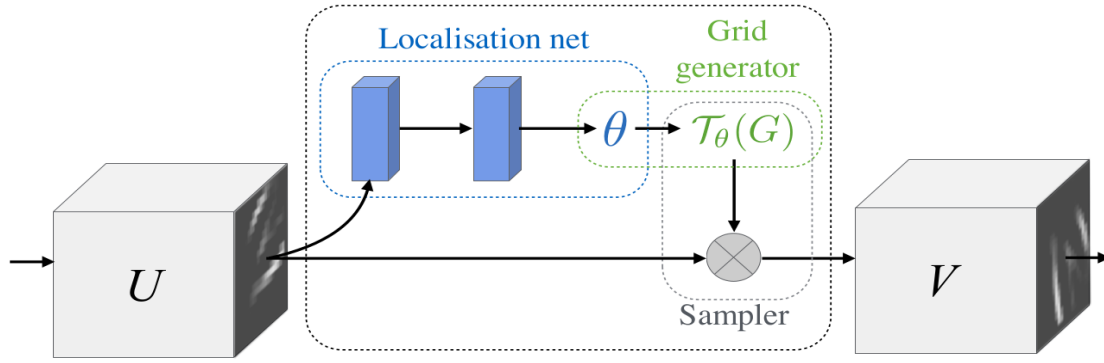 Localisation net
Grid
generator
θ
𝒯θ(G)
U
V
Sampler